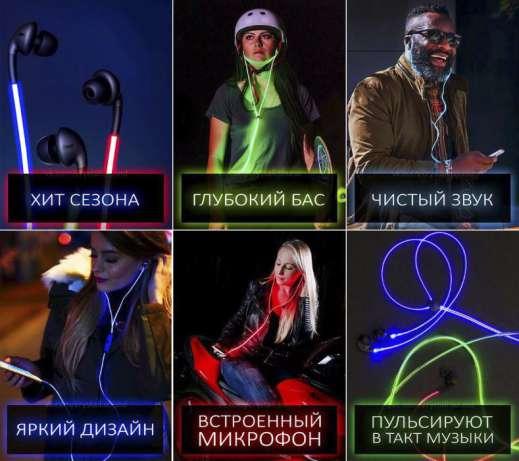 ХИТ СЕЗОНА
ГЛУБОКИЙ БАС
ЧИСТЫЙ ЗВУК
ЯРКИЙ ДИЗАЙН
ВСТРОЕННЫЙ
МИКРОФОН
ПУЛЬСИРУЮТ
В ТАКТ МУЗЫКИ